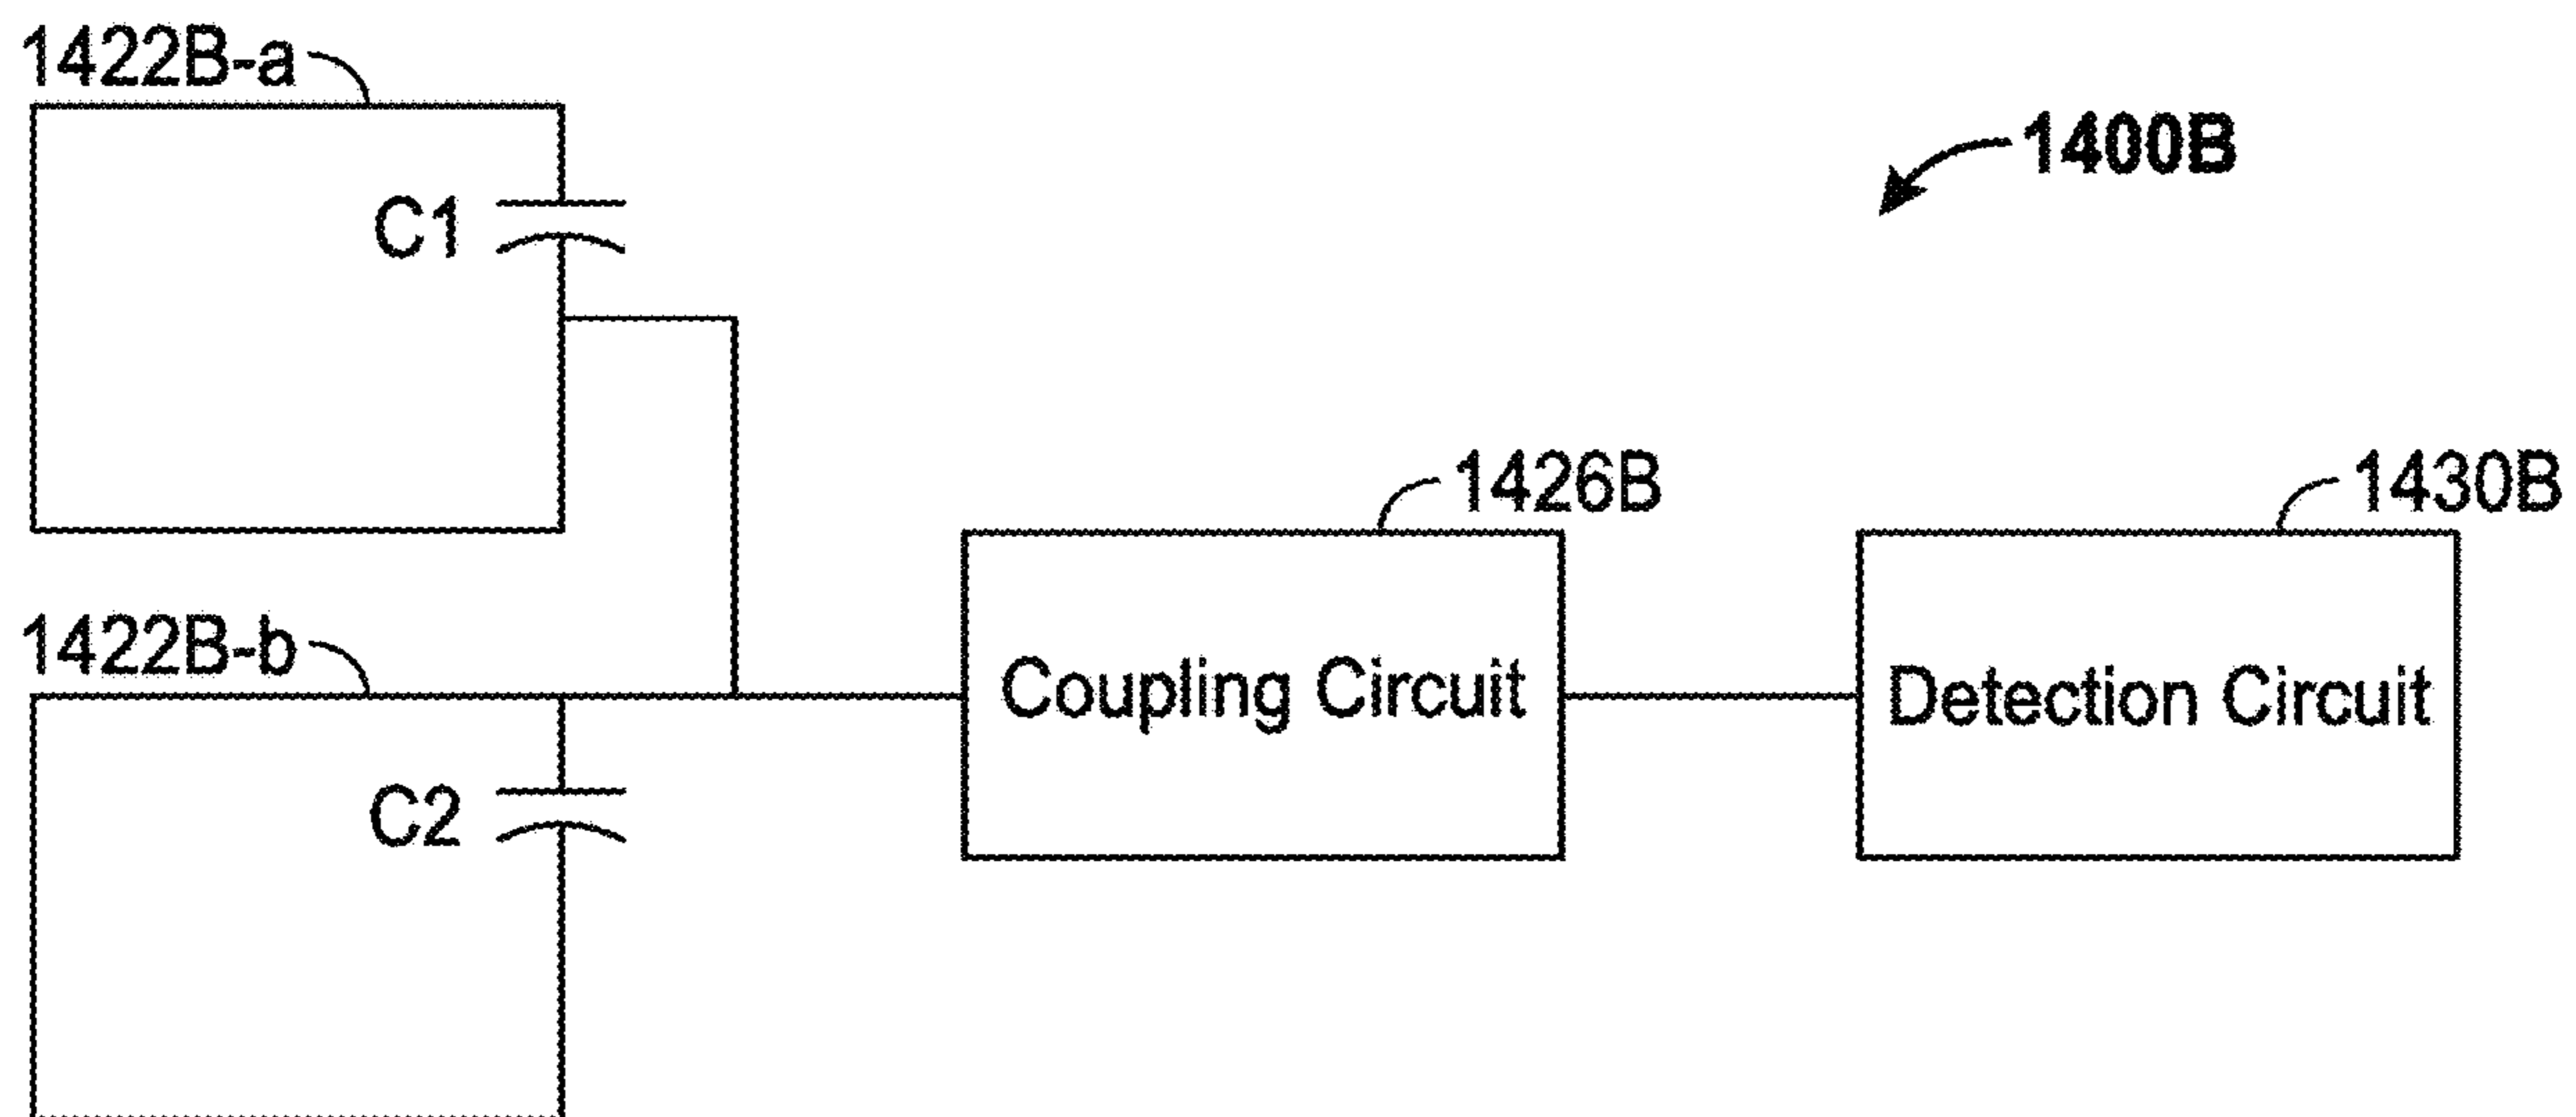 1422B-a
1400B
C1
1426B
1430B
1422B-b
Coupling Circuit
Detection Circuit
C2